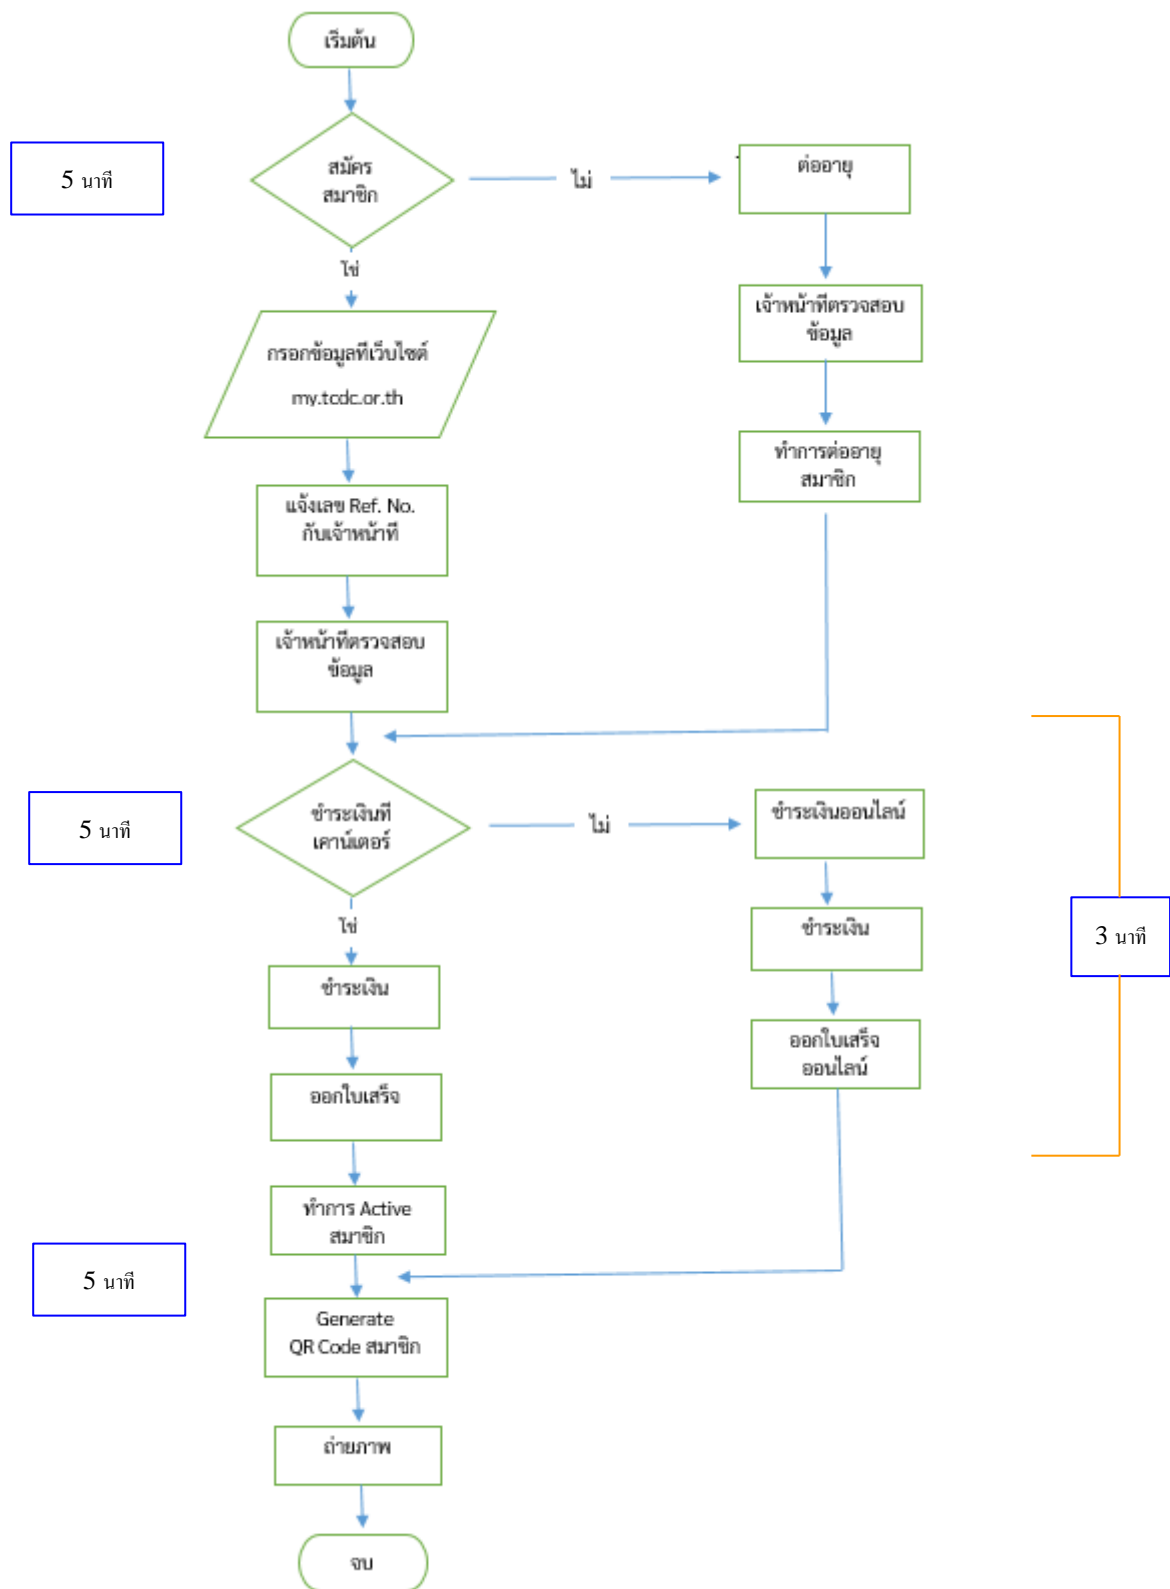 เริ่มต้น
5 นาที
สมัคร
สมาชิก
ไม่
ต่ออายุ
ใช่
เจ้าหน้าที่ตรวจสอบ
ข้อมูล
กรอกข้อมูลที่เว็บไซต์
my.tcdc.or.th
ทำการต่ออายุ
สมาชิก
แจ้งเลข Ref. No.
กับเจ้าหน้าที่
เจ้าหน้าที่ตรวจสอบ
ข้อมูล
5 นาที
ชำระเงินที่
เคาน์เตอร์
ไม่
ชำระเงินออนไลน์
ใช่
ชำระเงิน
3 นาที
ชำระเงิน
ออกใบเสร็จ
ออนไลน์
ออกใบเสร็จ
ทำการ Active
สมาชิก
5 นาที
Generate
QR Code สมาชิก
ถ่ายภาพ
จบ